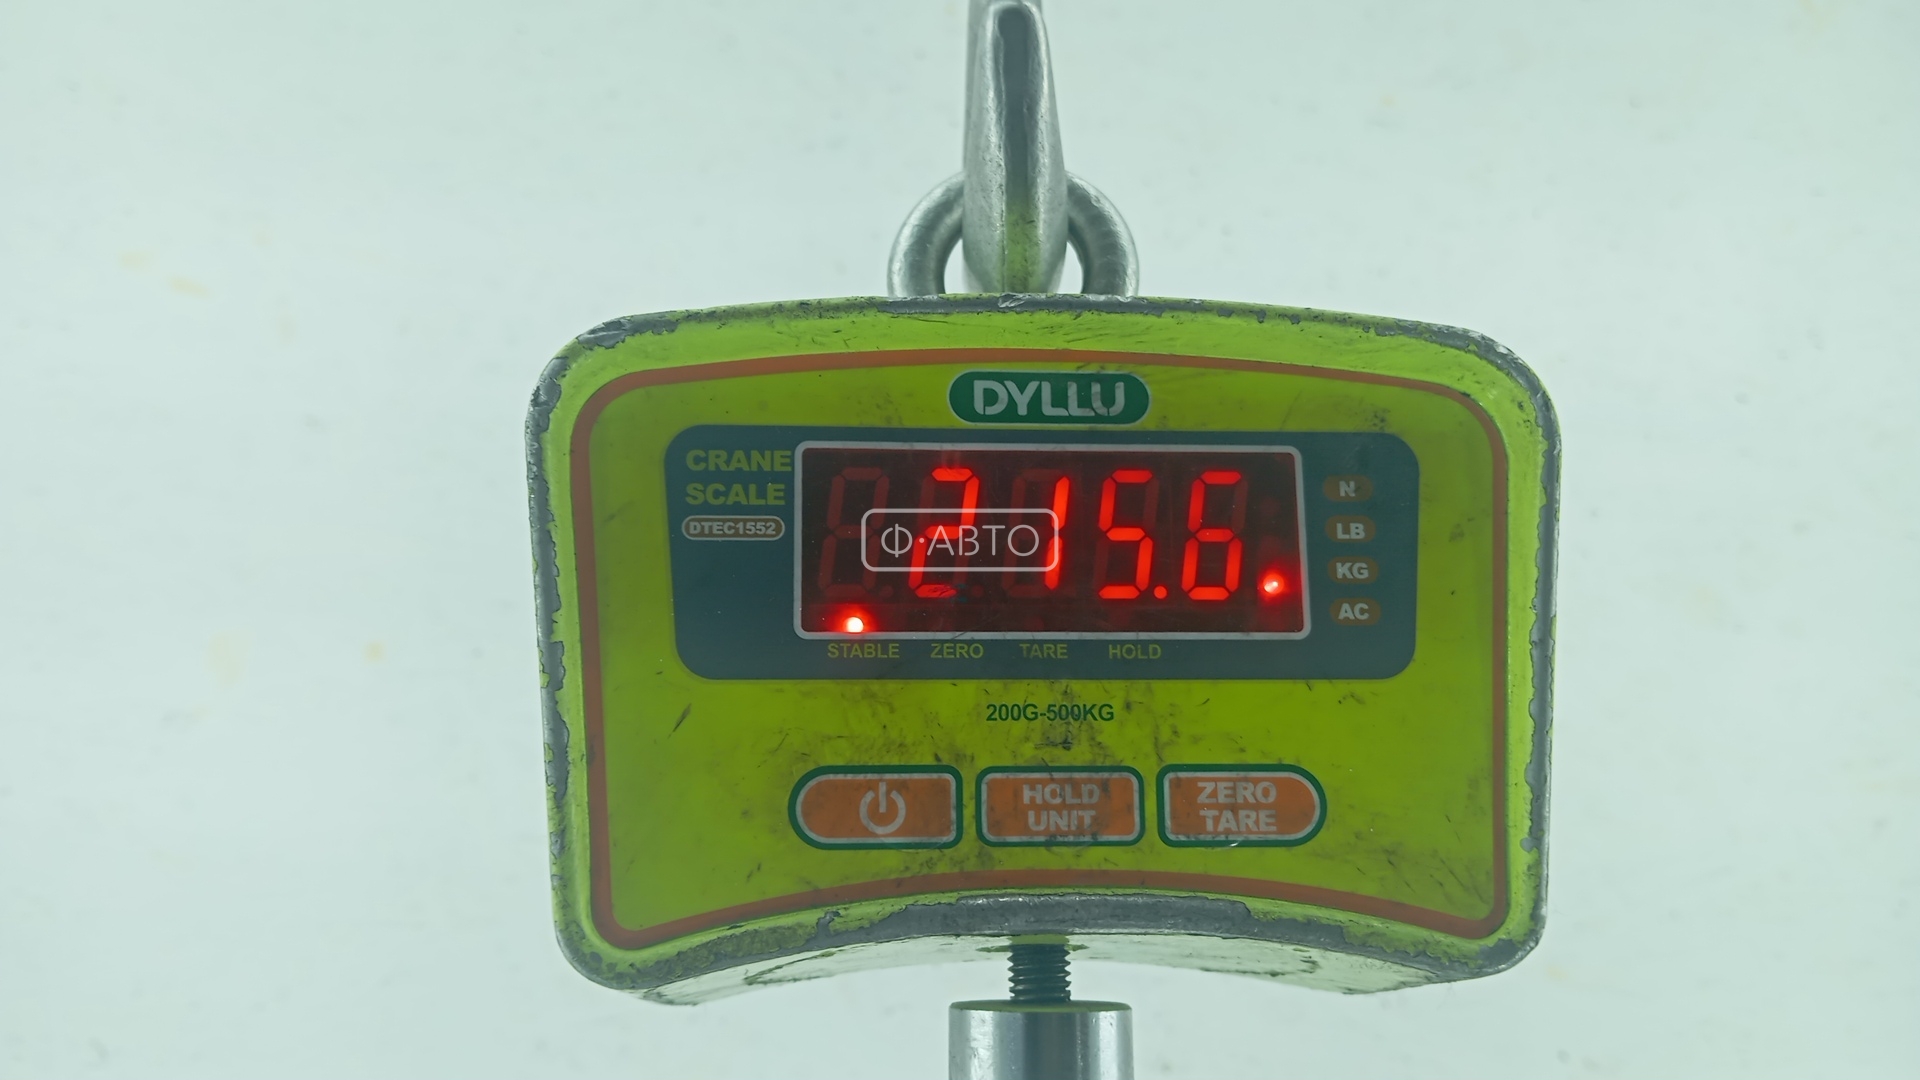 DYLLU
CRANE
SCALE
DTEC1552
215.6
Ф·АВТО
N
LB
KG
AC
STABLE ZERO TARE HOLD
200G-500KG
HOLD
UNIT
ZERO
TARE